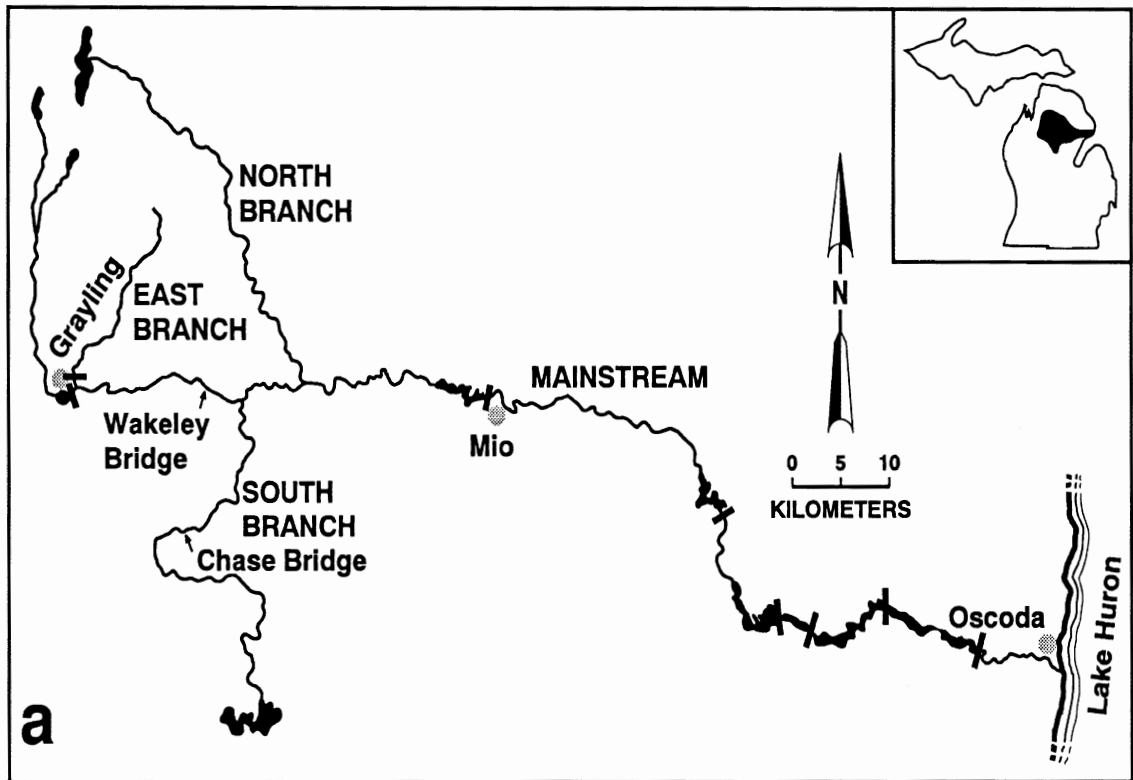 NORTH
BRANCH
Grayling
EAST
BRANCH
N
MAINSTREAM
Wakeley
Bridge
Mio
0 5 10
KILOMETERS
SOUTH
BRANCH
Chase Bridge
Oscoda
Lake Huron
a